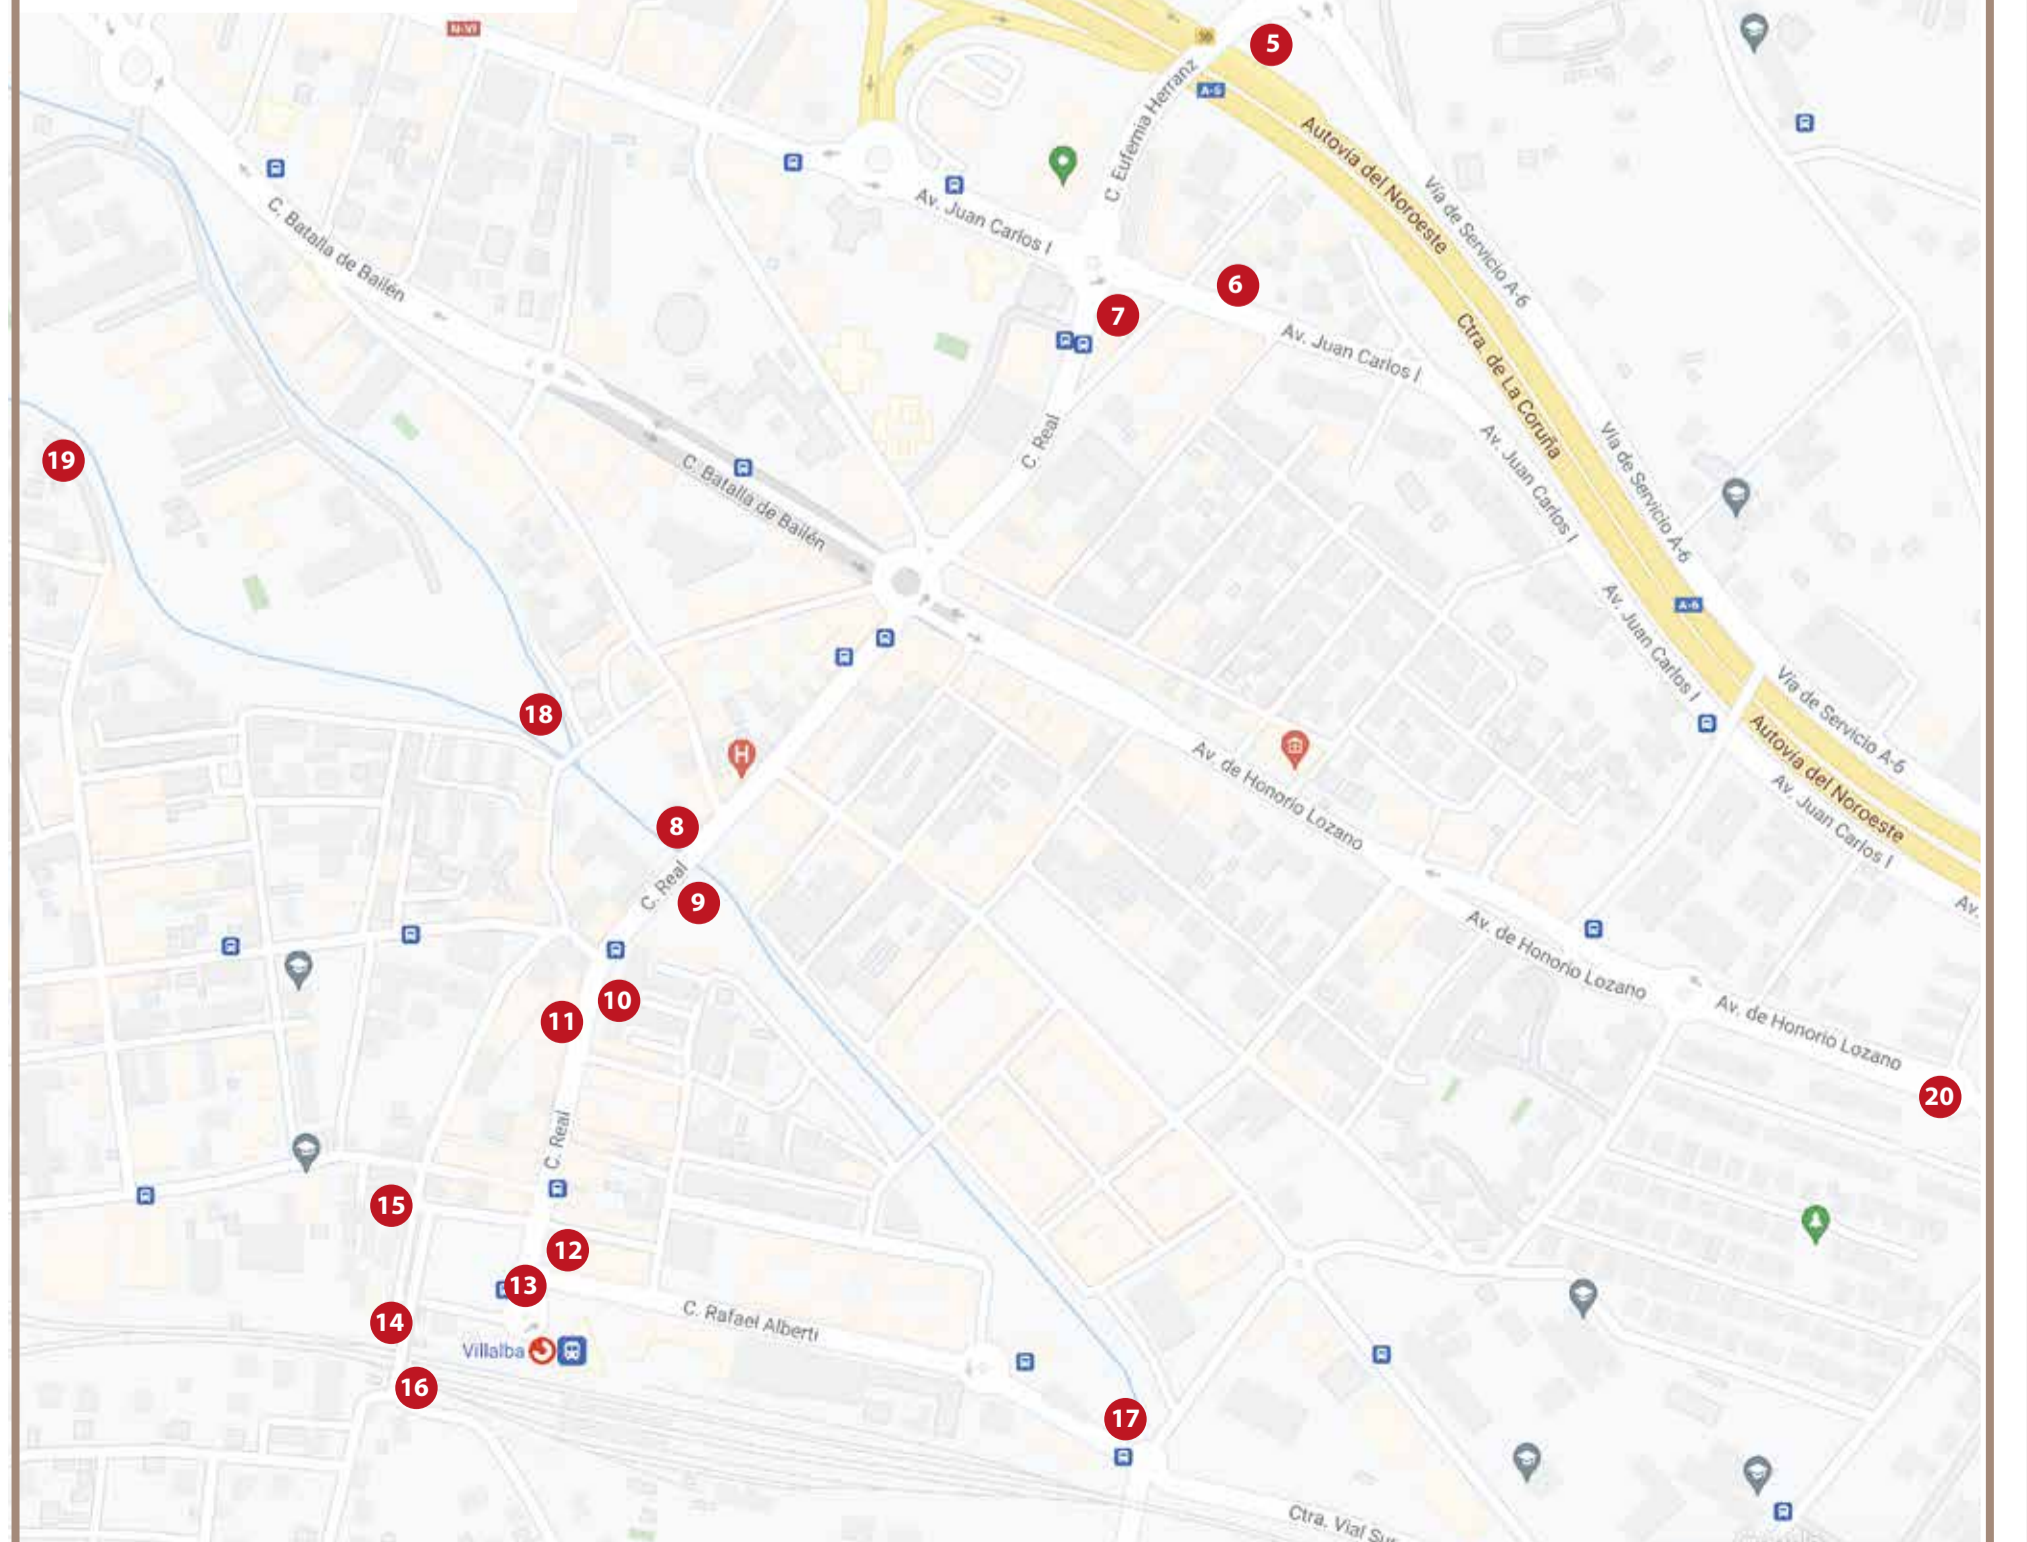 N-VI
5
A-6
C. Eufemia Herranz
Autovía del Noroeste
Vía de Servicio A-6
Av. Juan Carlos I
C. Batalla de Bailén
6
7
Av. Juan Carlos I
Ctra. de La Coruña
C. Real
Av. Juan Carlos I
Vía de Servicio A-6
19
C. Batalla de Bailén
A-6
Av. Juan Carlos I
Vía de Servicio A-6
18
H
Autovía del Noroeste
Av. de Honorio Lozano
Av. Juan Carlos I
8
C. Real
9
Av.
Av. de Honorio Lozano
10
11
Av. de Honorio Lozano
20
C. Real
15
12
13
14
C. Rafael Alberti
Villalba
16
17
Ctra. Vial Su